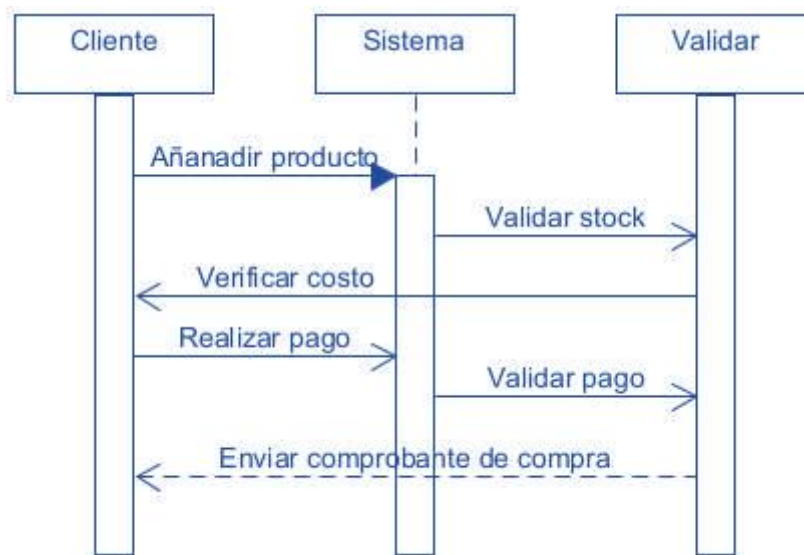 Cliente
Sistema
Validar
Añanadir producto
Validar stock
Verificar costo
Realizar pago
Validar pago
Enviar comprobante de compra